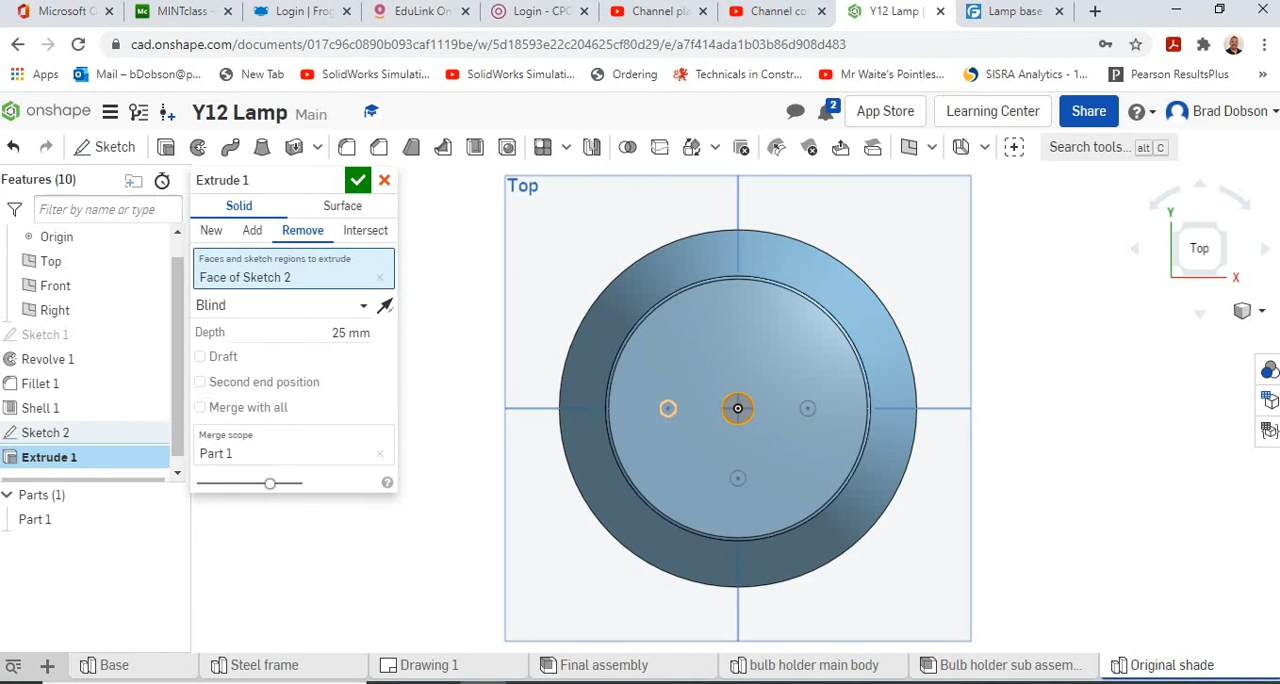 Microsoft O
MINTclass -
Login | Frog
EduLink On
Login - CPC
Channel pl
Channel co
Y12 Lamp |
Lamp base
cad.onshape.com/documents/017c96c0890b093caf1119be/w/5d18593e22c204625cf80d29/e/a7f414ada1b03b86d908d483
Apps
Mail – bDobson@p...
New Tab
SolidWorks Simulati...
SolidWorks Simulati...
Ordering
Technicals in Constr...
Mr Waite's Pointles...
SISRA Analytics - 1...
Pearson ResultsPlus
»
onshape
Y12 Lamp
Main
2
App Store
Learning Center
Share
Brad Dobson
Sketch
Search tools...
alt
C
Features (10)
Filter by name or type
Origin
Top
Front
Right
Sketch 1
Revolve 1
Fillet 1
Shell 1
Sketch 2
Extrude 1
Parts (1)
Part 1
Extrude 1
Solid
Surface
New
Add
Remove
Intersect
Faces and sketch regions to extrude
Face of Sketch 2
Blind
Depth
25 mm
Draft
Second end position
Merge with all
Merge scope
Part 1
Top
Y
Top
X
Base
Steel frame
Drawing 1
Final assembly
bulb holder main body
Bulb holder sub assem...
Original shade